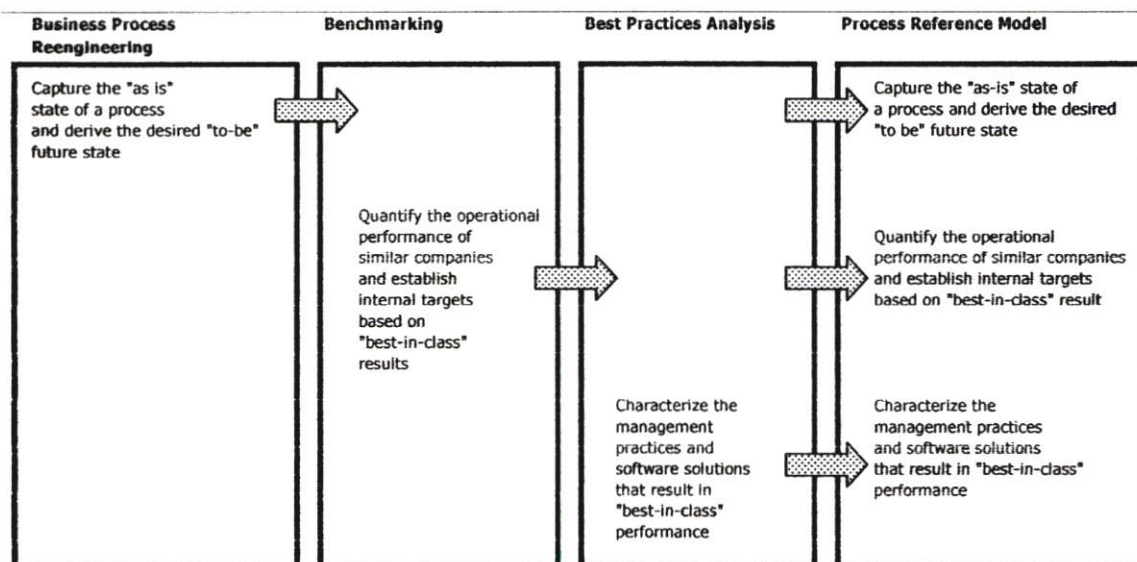 Business Process
Reengineering
Benchmarking
Best Practices Analysis
Process Reference Model
Capture the "as is"
state of a process
and derive the desired "to-be"
future state
Quantify the operational
performance of
similar companies
and establish
internal targets
based on
"best-in-class"
results
Characterize the
management
practices and
software solutions
that result in
"best-in-class"
performance
Capture the "as-is" state of
a process and derive the desired
"to be" future state
Quantify the operational
performance of similar companies
and establish internal targets
based on "best-in-class" result
Characterize the
management practices
and software solutions
that result in "best-in-class"
performance